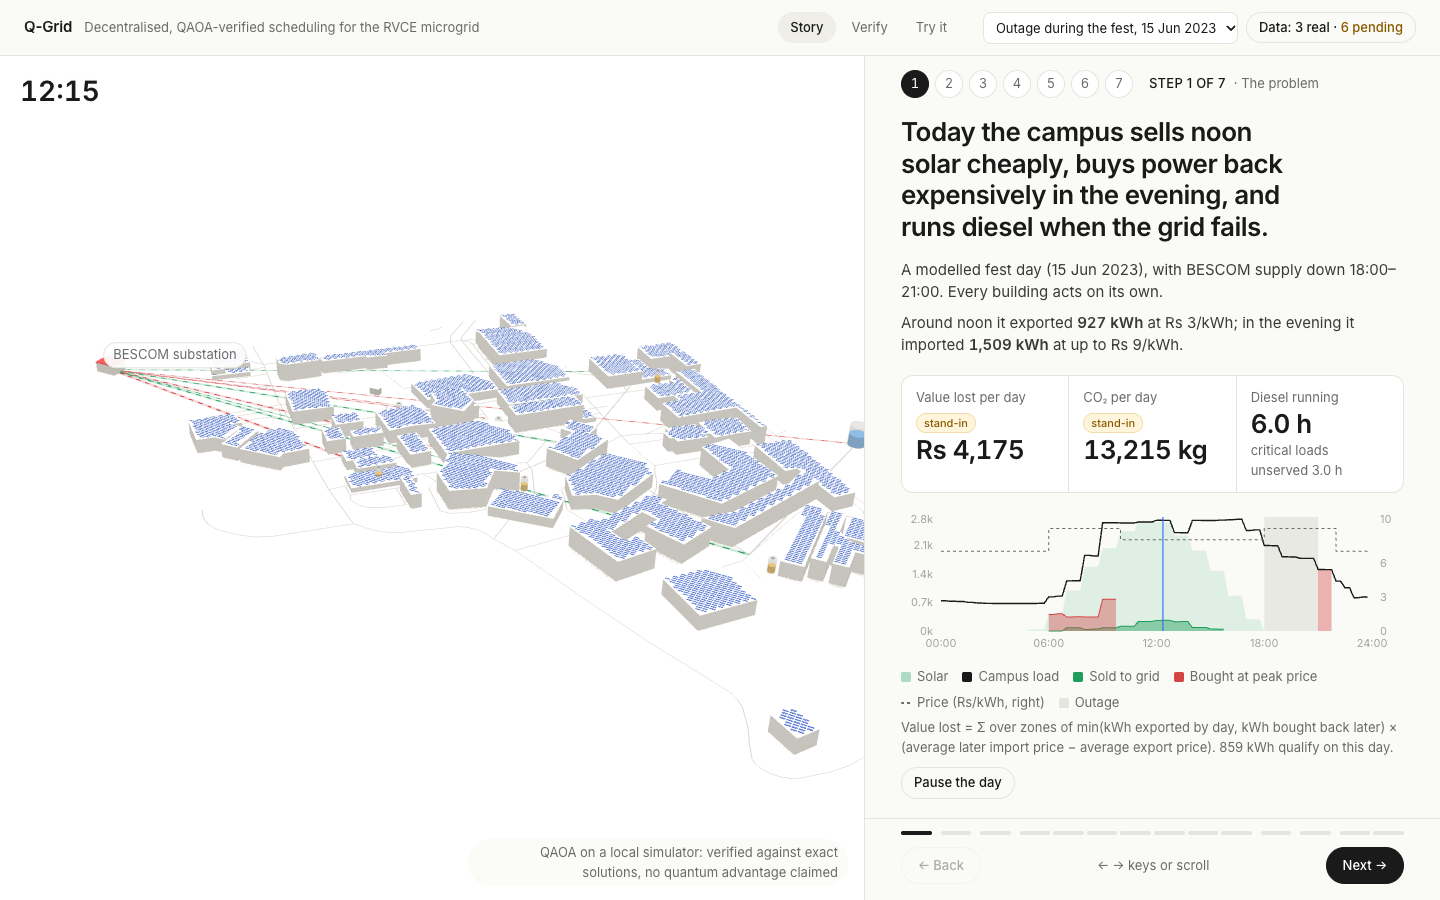 Q-Grid Decentralised, QAOA-verified scheduling for the RVCE microgrid
Story Verify Try it
Outage during the fest, 15 Jun 2023
Data: 3 real · 6 pending
12:15
BESCOM substation
QAOA on a local simulator: verified against exact
solutions, no quantum advantage claimed
1 2 3 4 5 6 7 STEP 1 OF 7 · The problem
Today the campus sells noon
solar cheaply, buys power back
expensively in the evening, and
runs diesel when the grid fails.
A modelled fest day (15 Jun 2023), with BESCOM supply down 18:00–
21:00. Every building acts on its own.
Around noon it exported 927 kWh at Rs 3/kWh; in the evening it
imported 1,509 kWh at up to Rs 9/kWh.
Value lost per day
stand-in
Rs 4,175
CO₂ per day
stand-in
13,215 kg
Diesel running
6.0 h
critical loads
unserved 3.0 h
2.8k
2.1k
1.4k
0.7k
0k
10
6
3
0
00:00 06:00 12:00 18:00 24:00
Solar Campus load Sold to grid Bought at peak price
Price (Rs/kWh, right) Outage
Value lost = Σ over zones of min(kWh exported by day, kWh bought back later) ×
(average later import price − average export price). 859 kWh qualify on this day.
Pause the day
← Back
← → keys or scroll
Next →